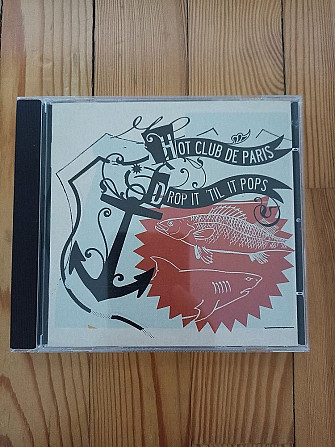 HOT CLUB DE PARIS
DROP IT 'TIL IT POPS